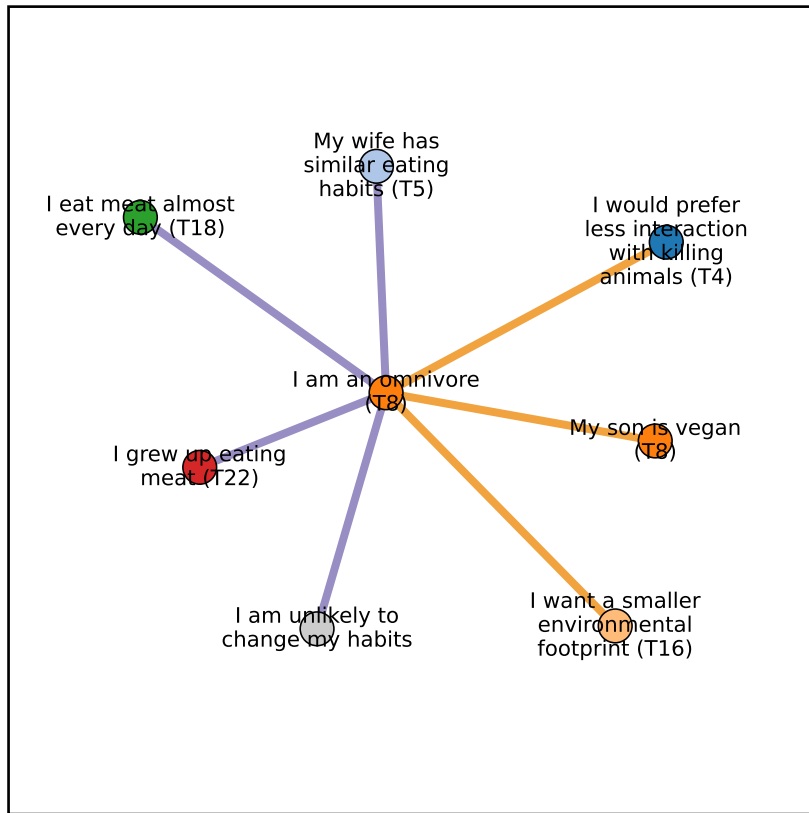 My wife has
similar eating
habits (T5)
I eat meat almost
every day (T18)
I would prefer
less interaction
with killing
animals (T4)
I am an omnivore
(T8)
My son is vegan
(T8)
I grew up eating
meat (T22)
I am unlikely to
change my habits
I want a smaller
environmental
footprint (T16)